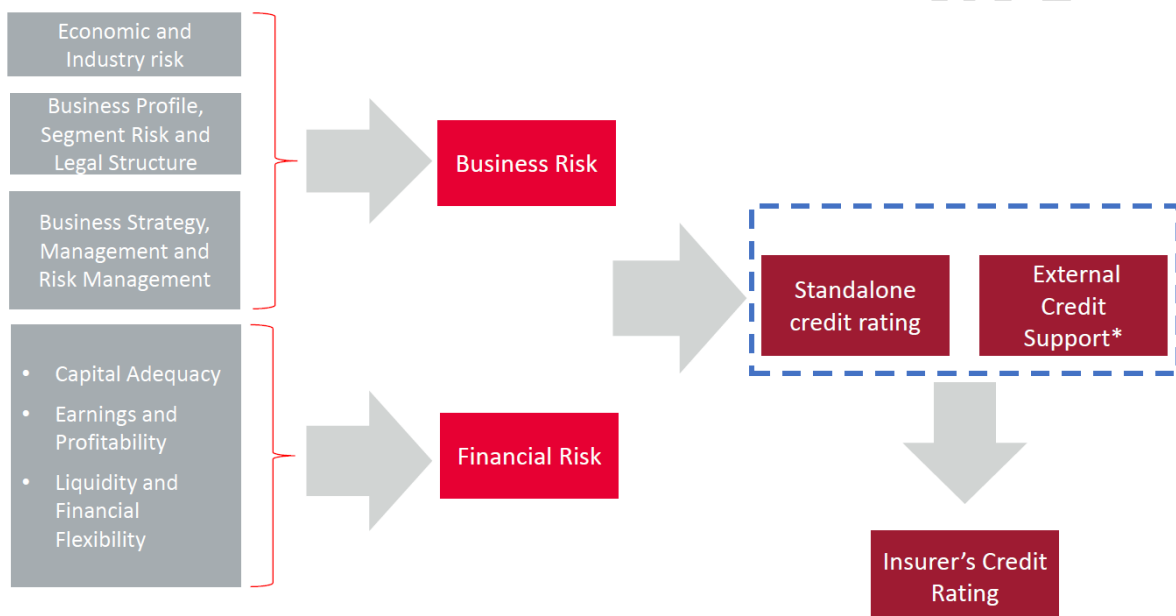 Economic and
Industry risk
Business Profile,
Segment Risk and
Legal Structure
Business Strategy,
Management and
Risk Management
• Capital Adequacy
• Earnings and
Profitability
• Liquidity and
Financial
Flexibility
Business Risk
Financial Risk
Standalone
credit rating
External
Credit
Support*
Insurer’s Credit
Rating